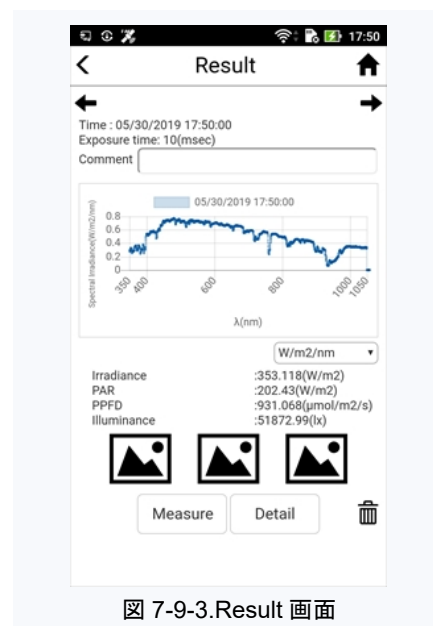 17:50
Result
Time : 05/30/2019 17:50:00
Exposure time: 10(msec)
Comment
05/30/2019 17:50:00
Spectral Irradiance(W/m2/nm)
0.8
0.6
0.4
0.2
0
350 400 600 800 1000 1050
λ(nm)
W/m2/nm
Irradiance :353.118(W/m2)
PAR :202.43(W/m2)
PPFD :931.068(μmol/m2/s)
Illuminance :51872.99(lx)
Measure Detail
図 7-9-3.Result 画面